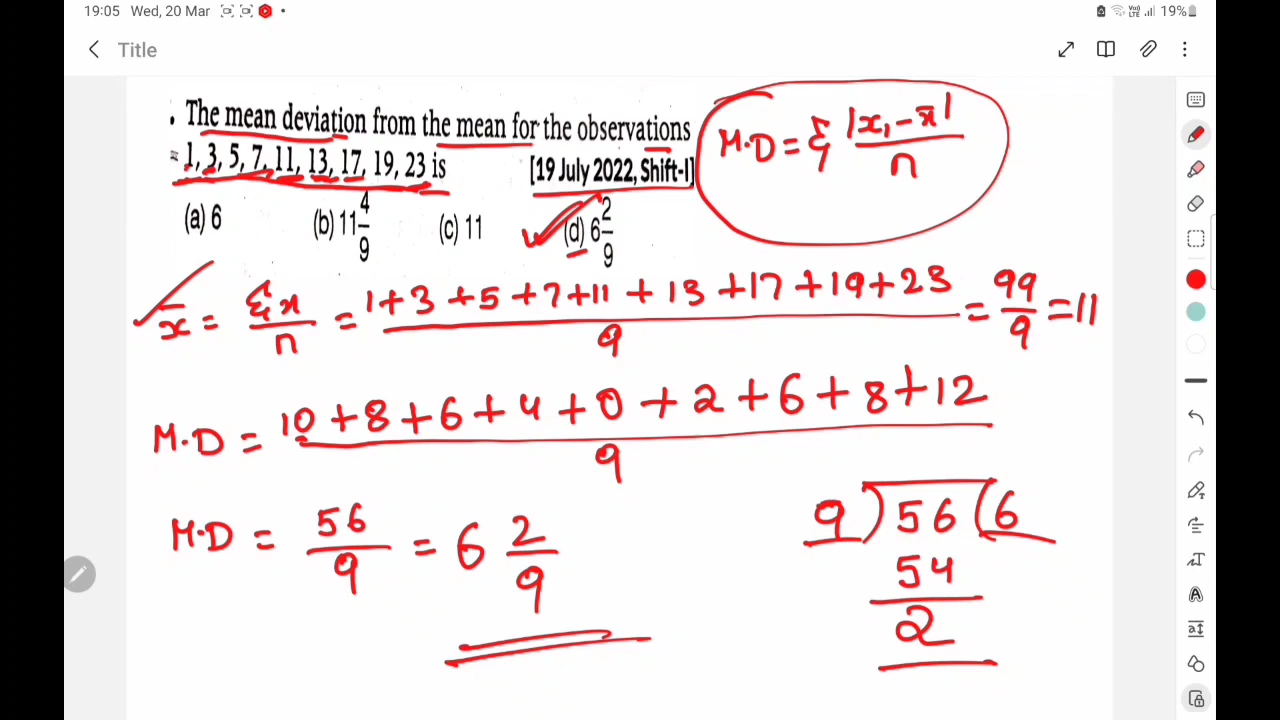 19:05 Wed, 20 Mar
19%
Title
. The mean deviation from the mean for the observations
= 1, 3, 5, 7, 11, 13, 17, 19, 23 is [19 July 2022, Shift-I]
(a) 6 (b) 11 4/9 (c) 11 (d) 6 2/9
M.D = Σ |x₁ - x̄| / n
x̄ = Σx / n = 1+3+5+7+11+13+17+19+23 / 9 = 99/9 = 11
M.D = 10+8+6+4+0+2+6+8+12 / 9
M.D = 56/9 = 6 2/9
9 ) 56 ( 6
54
2